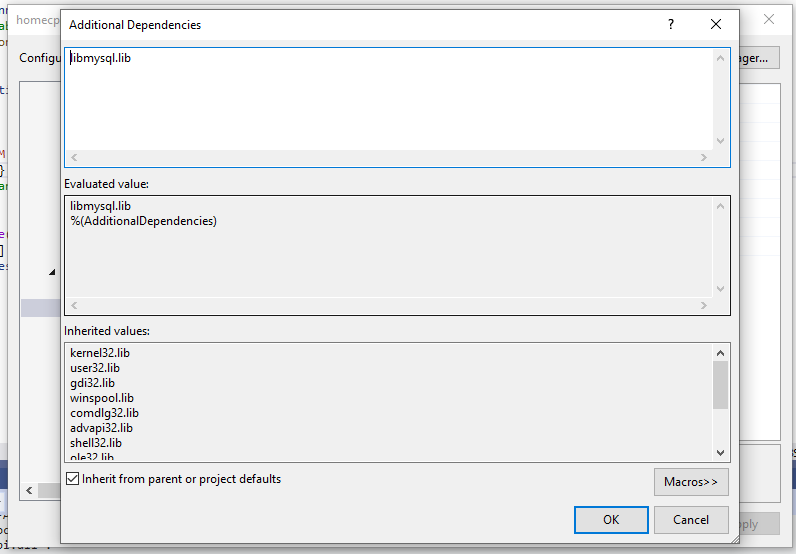 homecp
Additional Dependencies
?
Configu
ager...
libmysql.lib
Evaluated value:
libmysql.lib
%(AdditionalDependencies)
Inherited values:
kernel32.lib
user32.lib
gdi32.lib
winspool.lib
comdlg32.lib
advapi32.lib
shell32.lib
ole32.lib
Inherit from parent or project defaults
Macros>>
OK
Cancel